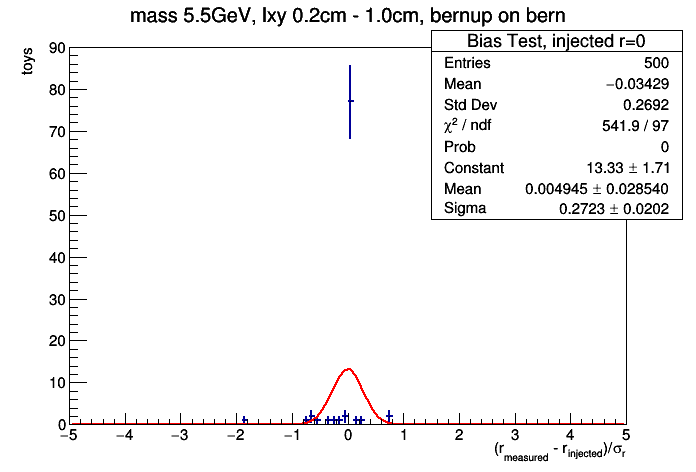 mass 5.5GeV, lxy 0.2cm - 1.0cm, bernup on bern
toys
Bias Test, injected r=0
Entries 500
Mean −0.03429
Std Dev 0.2692
χ² / ndf 541.9 / 97
Prob 0
Constant 13.33 ± 1.71
Mean 0.004945 ± 0.028540
Sigma 0.2723 ± 0.0202
90
80
70
60
50
40
30
20
10
0
−5 −4 −3 −2 −1 0 1 2 3 4 5
(r_measured - r_injected)/σ_r